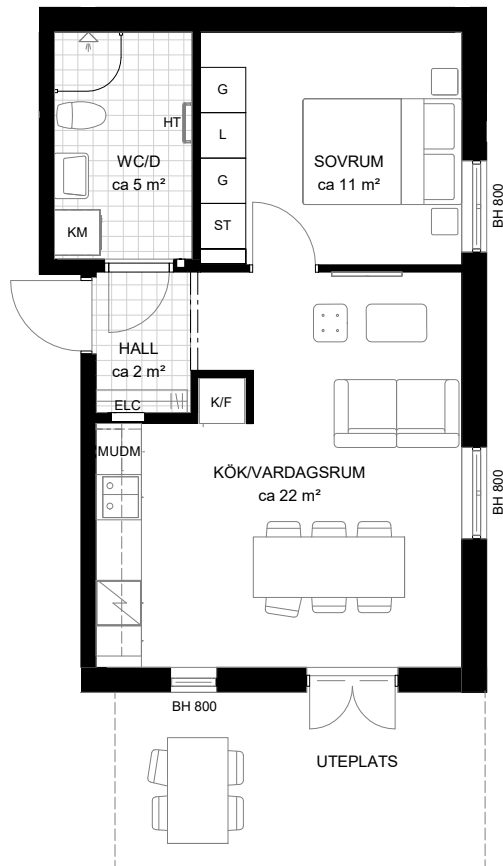 G
HT
L
WC/D
ca 5 m²
SOVRUM
ca 11 m²
G
BH 800
KM
ST
HALL
ca 2 m²
K/F
ELC
MUDM
KÖK/VARDAGSRUM
ca 22 m²
BH 800
BH 800
UTEPLATS